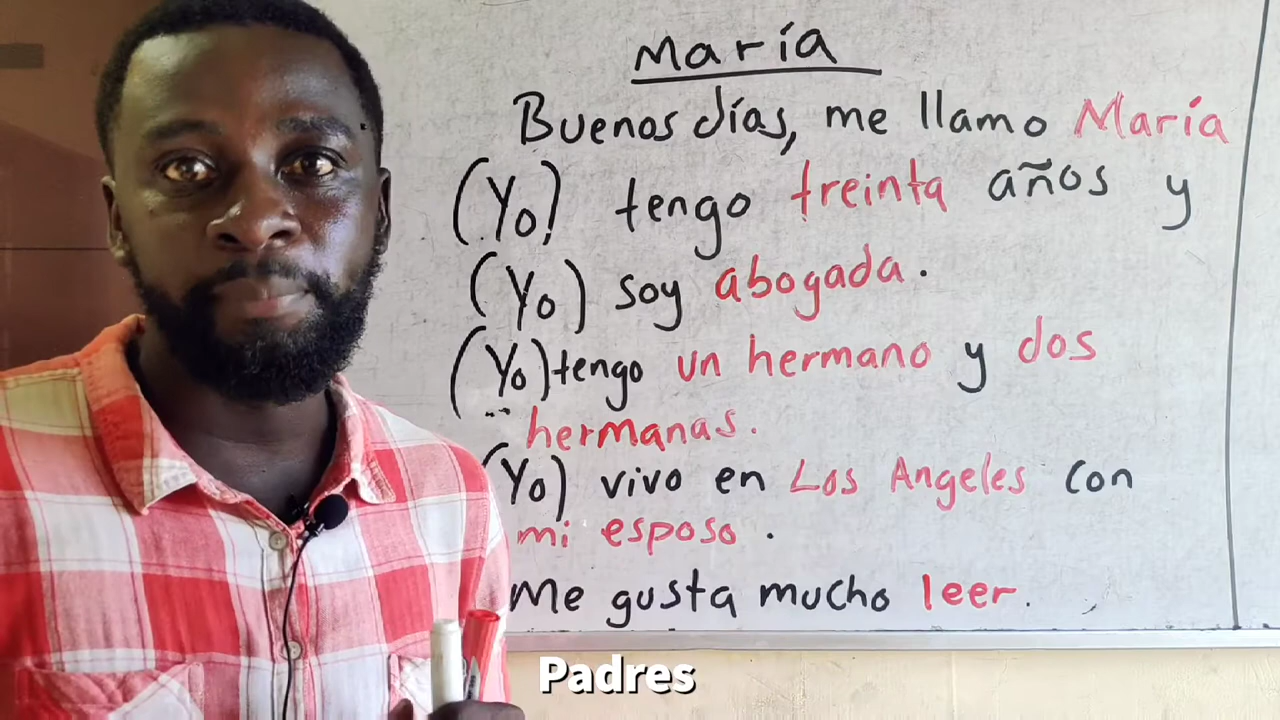 María
Buenos días, me llamo María
(Yo) tengo treinta años y
(Yo) soy abogada.
(Yo) tengo un hermano y dos
hermanas.
(Yo) vivo en Los Angeles con
mi esposo.
Me gusta mucho leer.
Padres